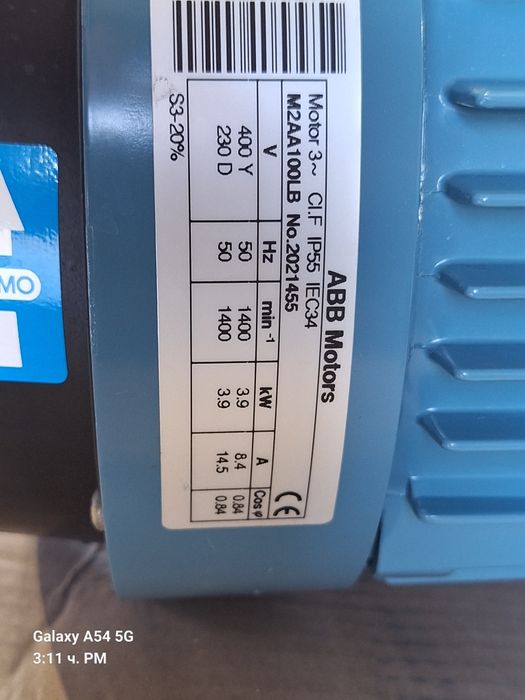 ABB Motors
Motor 3~ Cl.F IP55 IEC34
M2AA100LB No.2021455
CE
V Hz min⁻¹ kW A Cos φ
400 Y 50 1400 3.9 8.4 0.84
230 D 50 1400 3.9 14.5 0.84
S3-20%
MO
Galaxy A54 5G
3:11 ч. PM